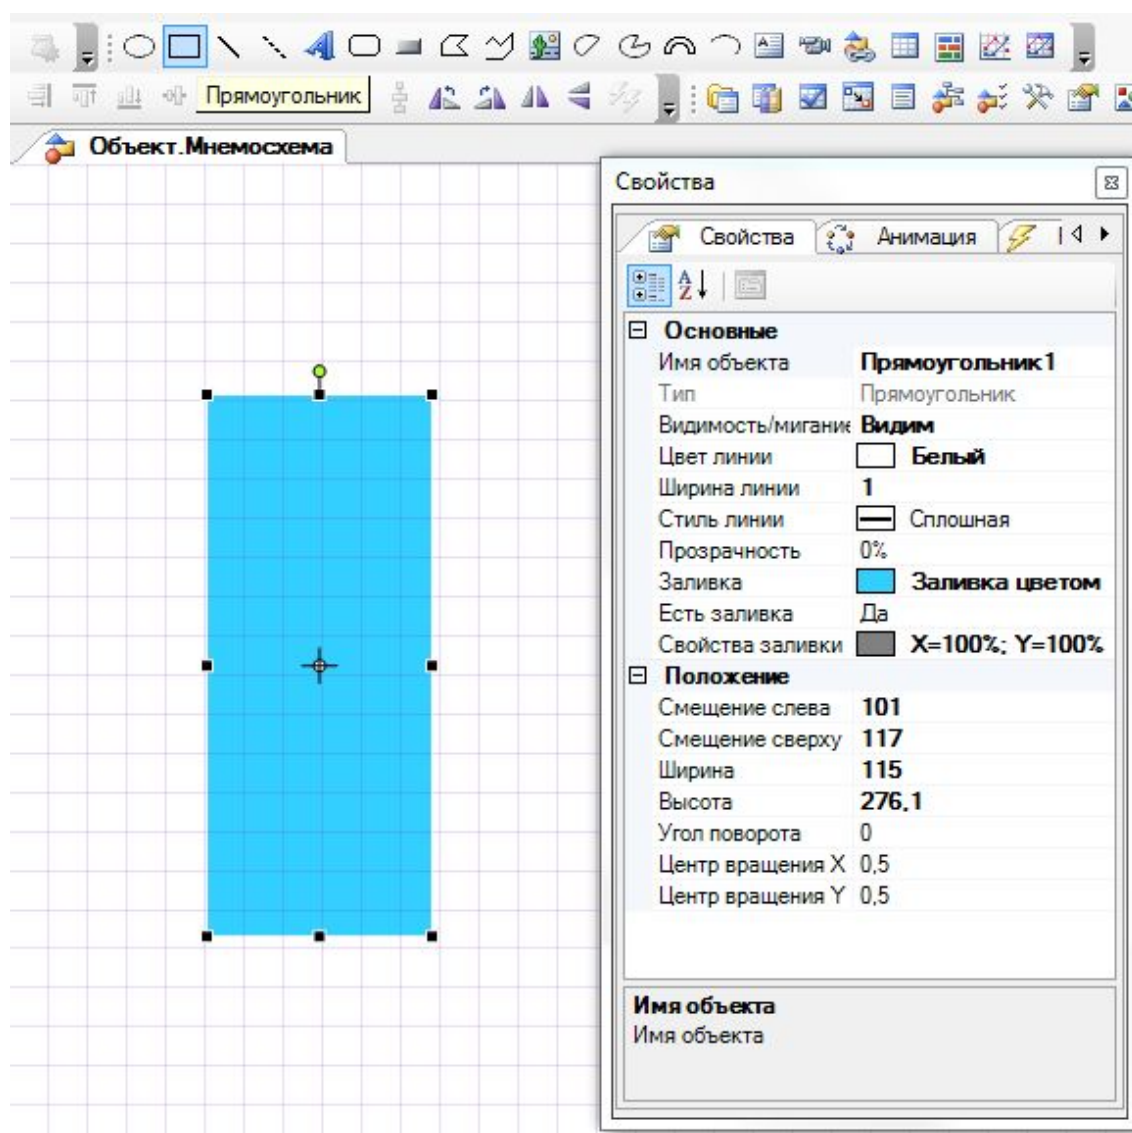 Прямоугольник
Объект.Мнемосхема
Свойства
Свойства Анимация
Основные
Имя объекта Прямоугольник1
Тип Прямоугольник
Видимость/мигание Видим
Цвет линии Белый
Ширина линии 1
Стиль линии Сплошная
Прозрачность 0%
Заливка Заливка цветом
Есть заливка Да
Свойства заливки X=100%; Y=100%
Положение
Смещение слева 101
Смещение сверху 117
Ширина 115
Высота 276,1
Угол поворота 0
Центр вращения X 0,5
Центр вращения Y 0,5
Имя объекта
Имя объекта